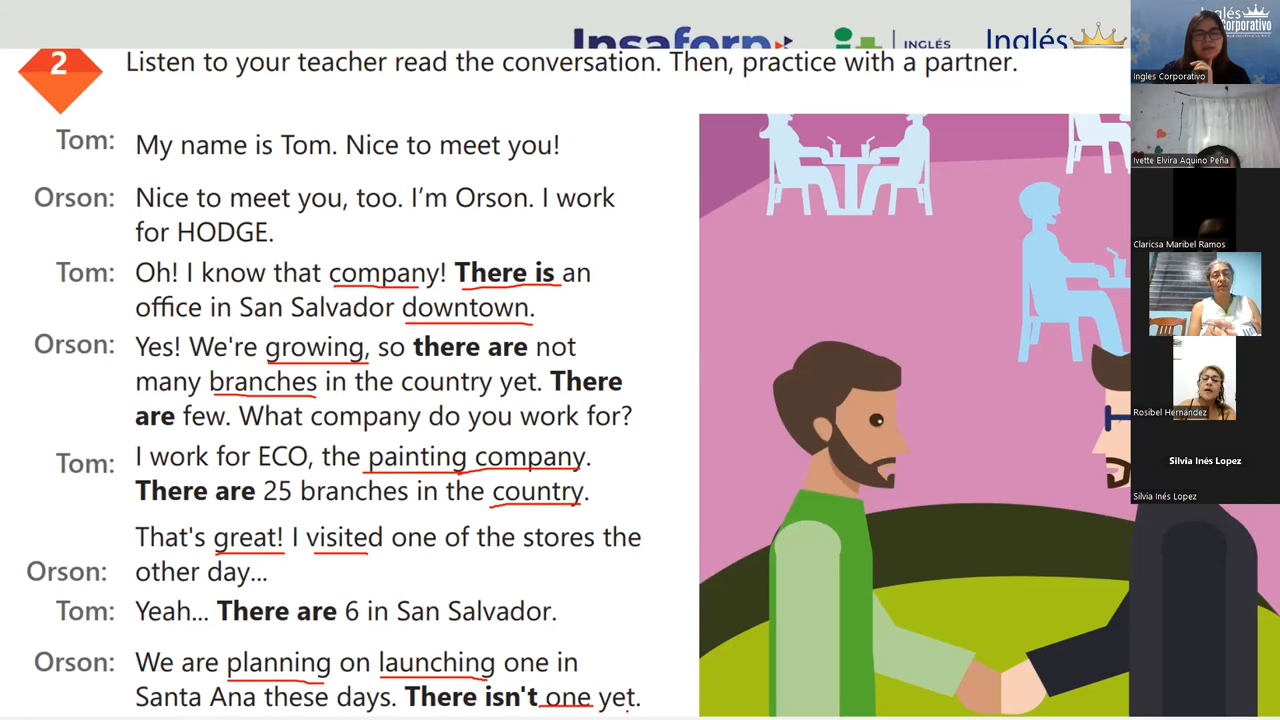 Insaforp
INGLÉS
Inglés
Inglés
Corporativo
2
Listen to your teacher read the conversation. Then, practice with a partner.
Tom: My name is Tom. Nice to meet you!
Orson: Nice to meet you, too. I'm Orson. I work
for HODGE.
Tom: Oh! I know that company! There is an
office in San Salvador downtown.
Orson: Yes! We're growing, so there are not
many branches in the country yet. There
are few. What company do you work for?
Tom: I work for ECO, the painting company.
There are 25 branches in the country.
That's great! I visited one of the stores the
Orson: other day...
Tom: Yeah... There are 6 in San Salvador.
Orson: We are planning on launching one in
Santa Ana these days. There isn't one yet.
Ingles Corporativo
Ivette Elvira Aquino Peña
Claricsa Maribel Ramos
Rosibel Hernández
Silvia Inés Lopez
Silvia Inés Lopez